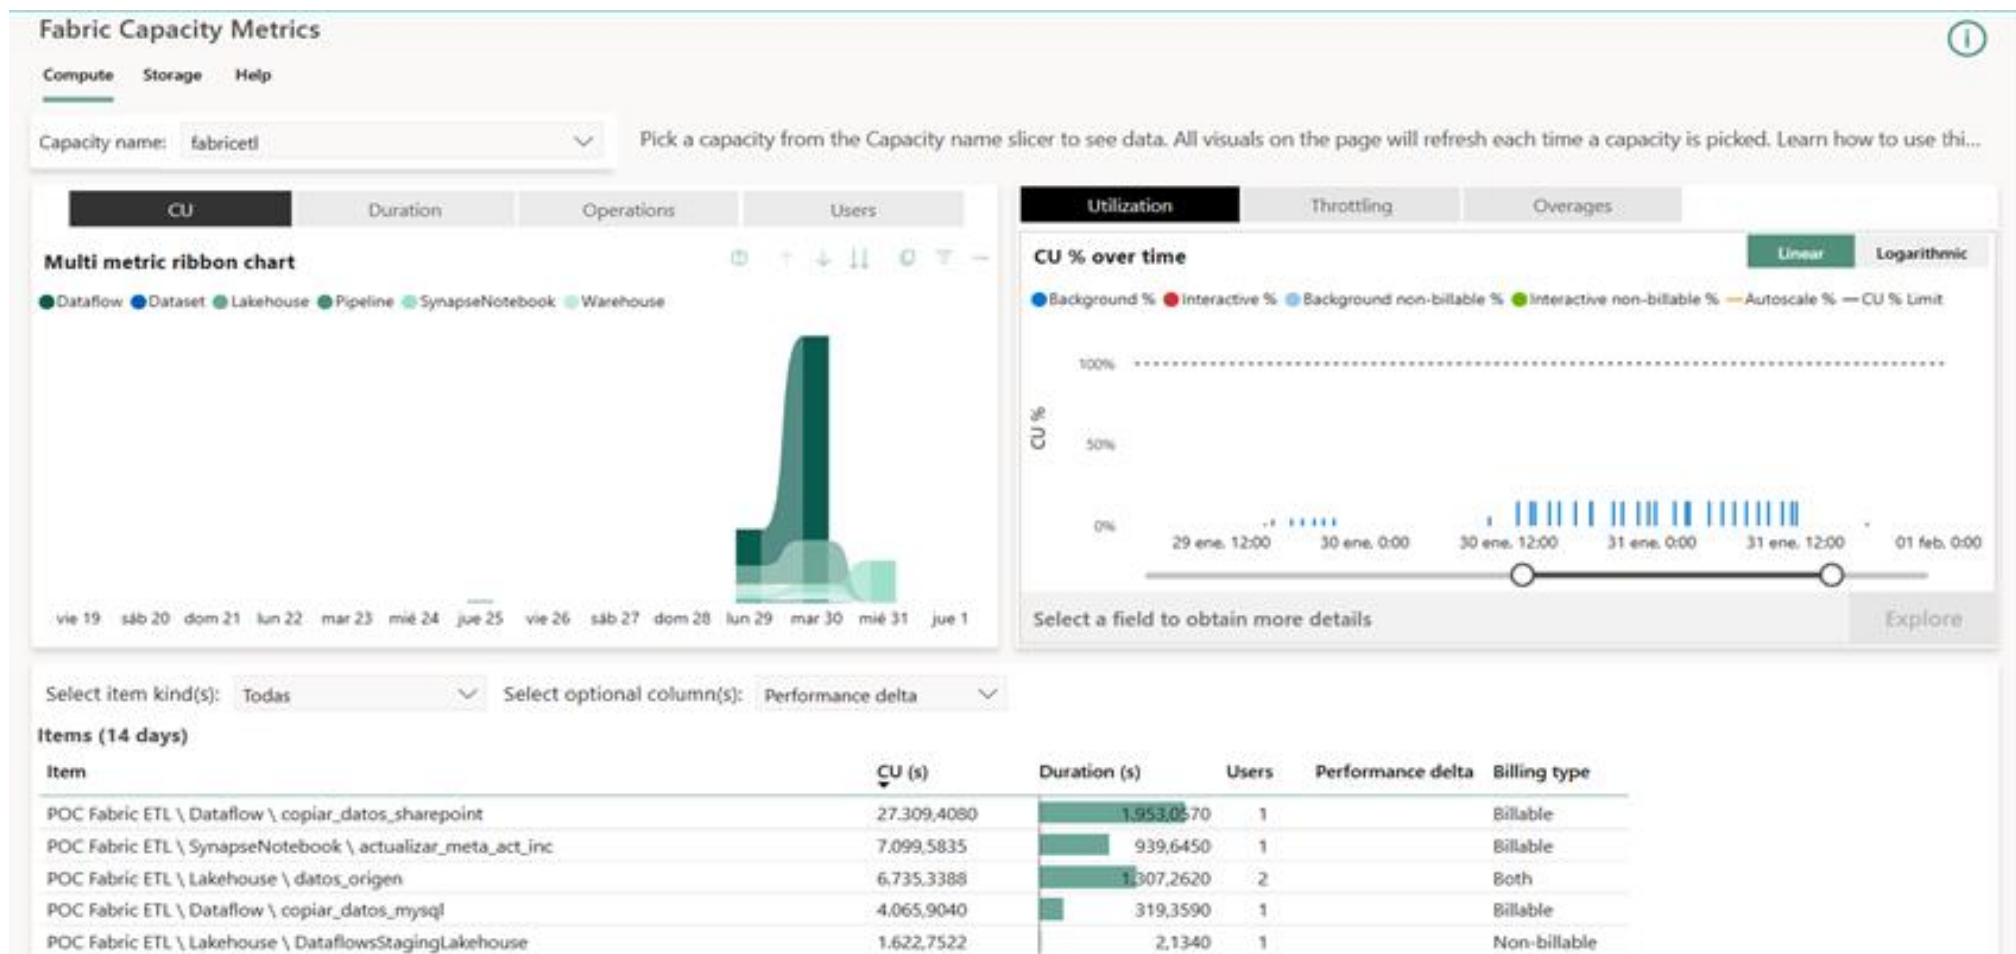 Fabric Capacity Metrics
Compute Storage Help
Capacity name: fabricetl
Pick a capacity from the Capacity name slicer to see data. All visuals on the page will refresh each time a capacity is picked. Learn how to use thi...
CU Duration Operations Users
Multi metric ribbon chart
Dataflow Dataset Lakehouse Pipeline SynapseNotebook Warehouse
vie 19 sáb 20 dom 21 lun 22 mar 23 mié 24 jue 25 vie 26 sáb 27 dom 28 lun 29 mar 30 mié 31 jue 1
Utilization Throttling Overages
CU % over time
Linear Logarithmic
Background % Interactive % Background non-billable % Interactive non-billable % Autoscale % CU % Limit
100%
CU %
50%
0%
29 ene. 12:00 30 ene. 0:00 30 ene. 12:00 31 ene. 0:00 31 ene. 12:00 01 feb. 0:00
Select a field to obtain more details Explore
Select item kind(s): Todas Select optional column(s): Performance delta
Items (14 days)
Item CU (s) Duration (s) Users Performance delta Billing type
POC Fabric ETL \ Dataflow \ copiar_datos_sharepoint 27.309,4080 1.953,0570 1 Billable
POC Fabric ETL \ SynapseNotebook \ actualizar_meta_act_inc 7.099,5835 939,6450 1 Billable
POC Fabric ETL \ Lakehouse \ datos_origen 6.735,3388 1.307,2620 2 Both
POC Fabric ETL \ Dataflow \ copiar_datos_mysql 4.065,9040 319,3590 1 Billable
POC Fabric ETL \ Lakehouse \ DataflowsStagingLakehouse 1.622,7522 2,1340 1 Non-billable